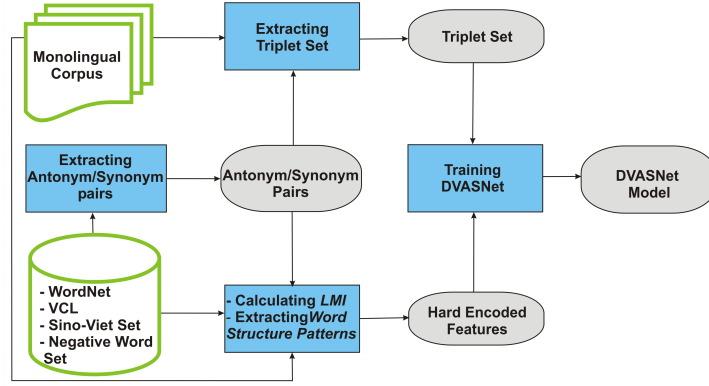 Monolingual
Corpus
Extracting
Triplet Set
Triplet Set
Extracting
Antonym/Synonym
pairs
Antonym/Synonym
Pairs
Training
DVASNet
DVASNet
Model
- WordNet
- VCL
- Sino-Viet Set
- Negative Word
Set
- Calculating LMI
- ExtractingWord
Structure Patterns
Hard Encoded
Features